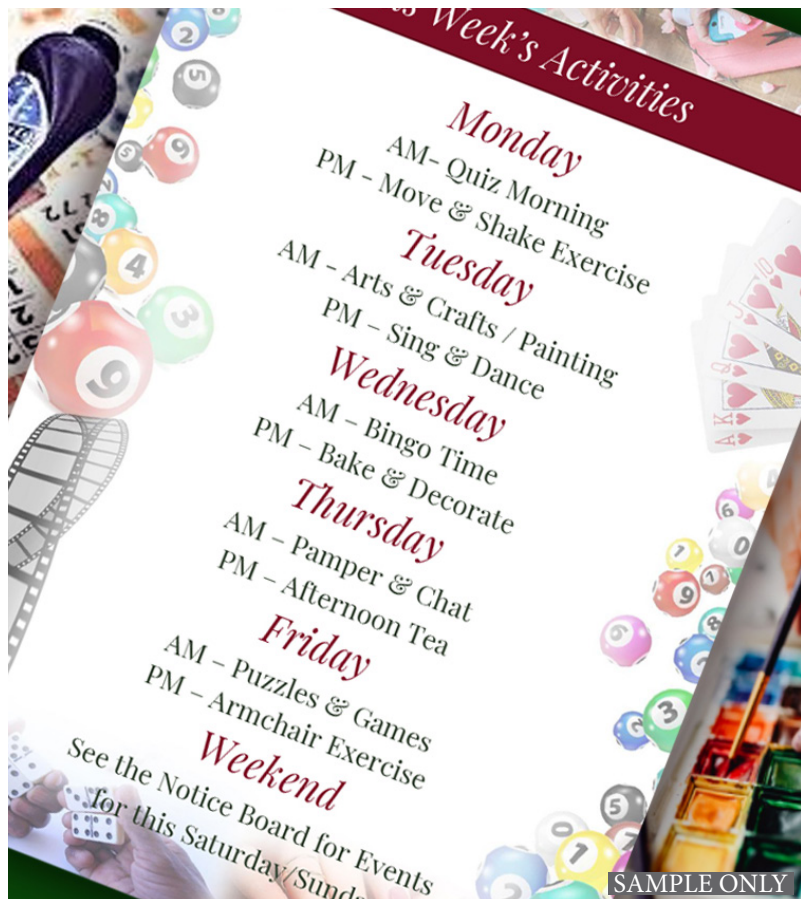 Week's Activities
Monday
AM- Quiz Morning
PM - Move & Shake Exercise
Tuesday
AM - Arts & Crafts / Painting
PM - Sing & Dance
Wednesday
AM - Bingo Time
PM - Bake & Decorate
Thursday
AM - Pamper & Chat
PM - Afternoon Tea
Friday
AM - Puzzles & Games
PM - Armchair Exercise
Weekend
See the Notice Board for Events
for this Saturday/
SAMPLE ONLY